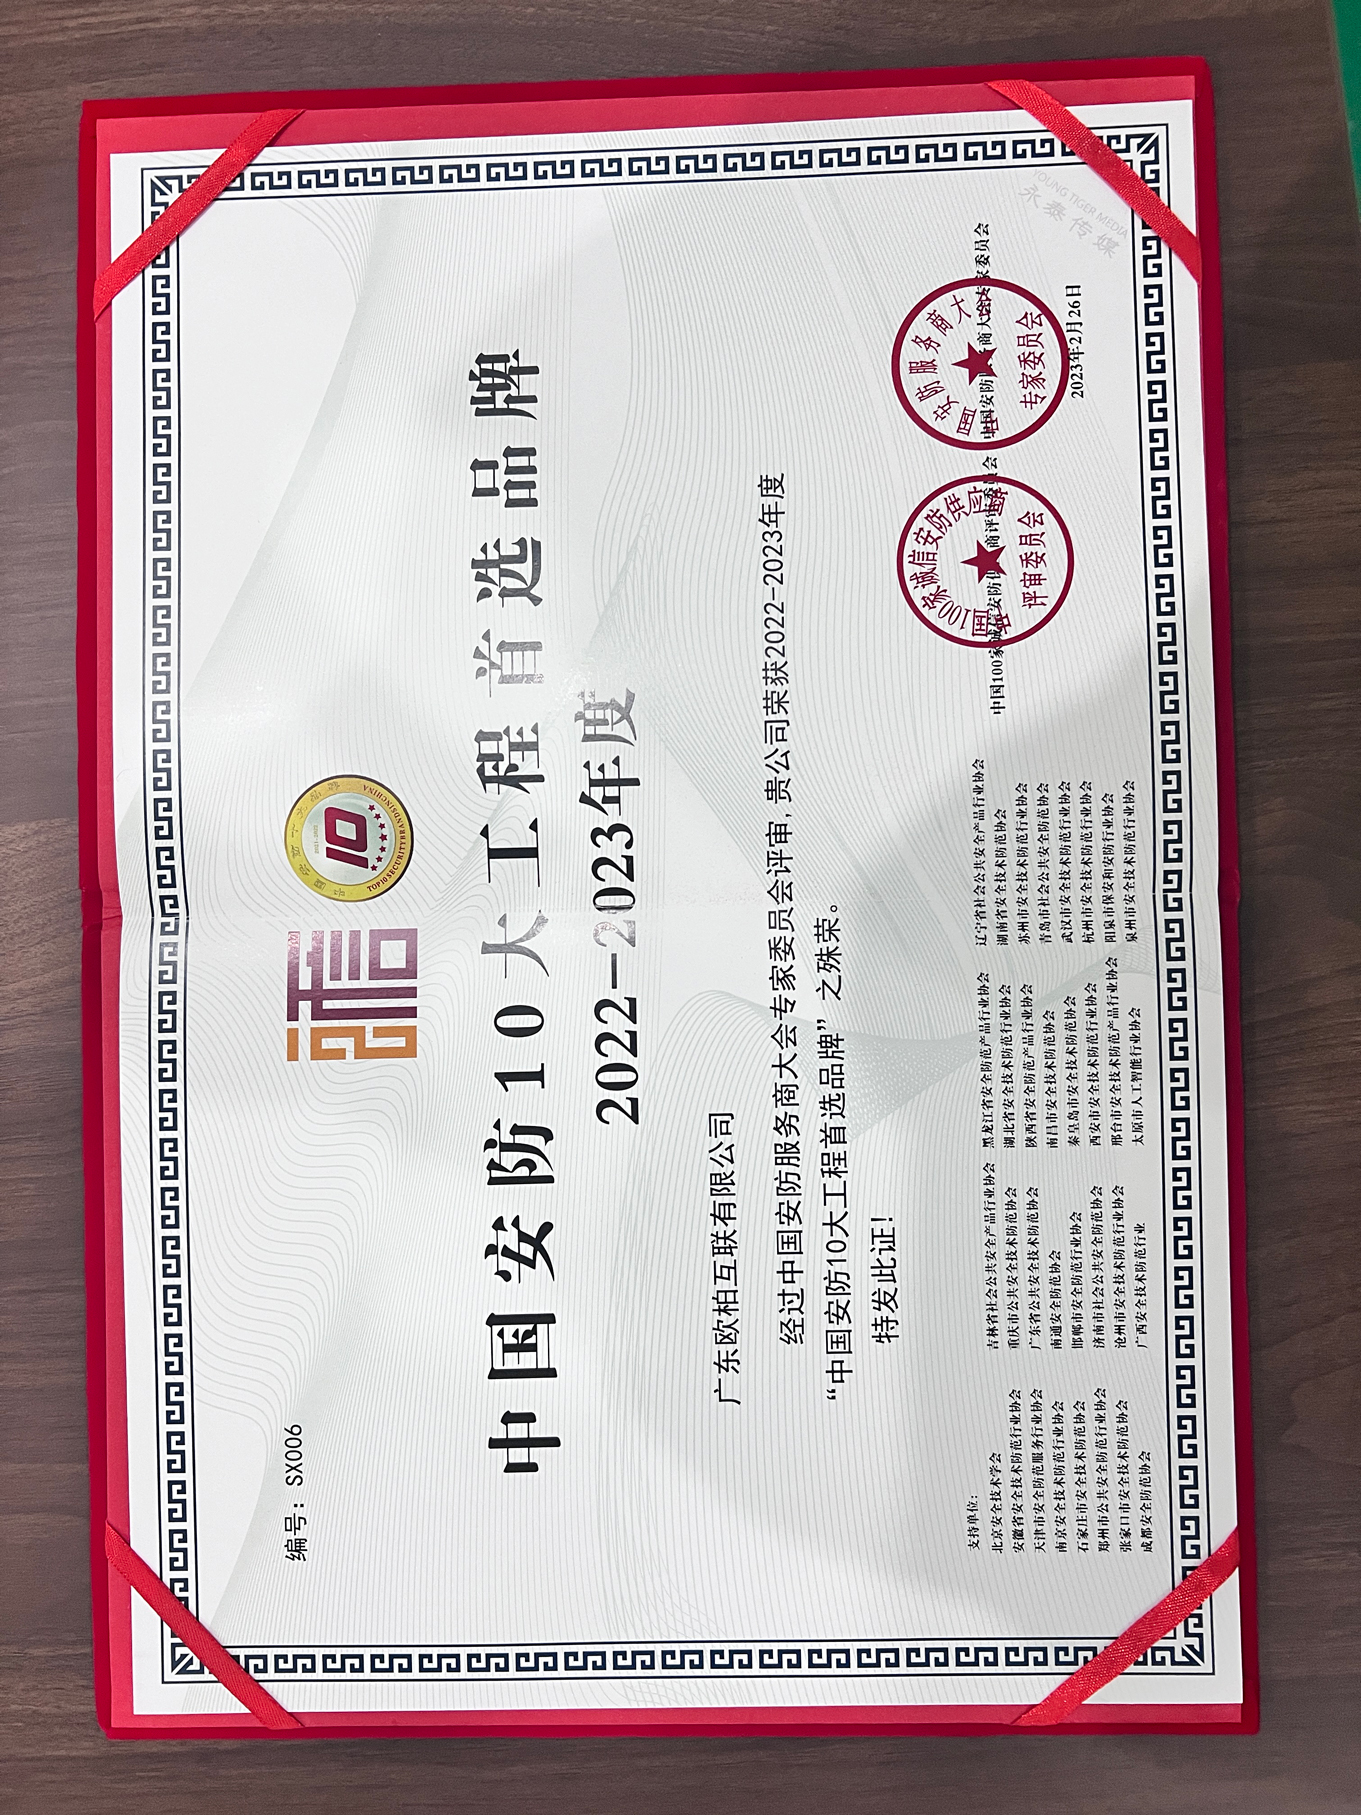 编号：SX006
TOP10 SECURITY BRANDS IN CHINA
10
中国安防10大工程首选品牌
2022-2023年度
广东欧柏互联有限公司
经过中国安防服务商大会专家委员会评审，贵公司荣获2022-2023年度
“中国安防10大工程首选品牌”之殊荣。
特发此证！
支持单位：
北京安全技术学会
安徽省安全技术防范行业协会
天津市安全防范服务行业协会
南京安全技术防范行业协会
石家庄市安全技术防范协会
郑州市公共安全防范行业协会
张家口市安全技术防范协会
成都安全防范协会
吉林省社会公共安全产品行业协会
重庆市公共安全技术防范协会
广东省公共安全技术防范协会
南通安全防范协会
邯郸市安全防范行业协会
济南市社会公共安全防范协会
沧州市安全技术防范行业协会
广西安全技术防范行业
黑龙江省安全防范产品行业协会
湖北省安全技术防范行业协会
陕西省安全防范产品行业协会
南昌市安全技术防范协会
秦皇岛市安全技术防范协会
西安市安全技术防范行业协会
邢台市安全技术防范产品行业协会
太原市人工智能行业协会
辽宁省社会公共安全产品行业协会
湖南省安全技术防范协会
苏州市安全技术防范行业协会
青岛市社会公共安全防范协会
武汉市安全技术防范行业协会
杭州市安全技术防范行业协会
阳泉市保安和安防行业协会
泉州市安全技术防范行业协会
中国100家诚信安防供应商评审委员会
评审委员会
中国安防服务商大会专家委员会
专家委员会
2023年2月26日
YOUNG TIGER MEDIA
永泰传媒